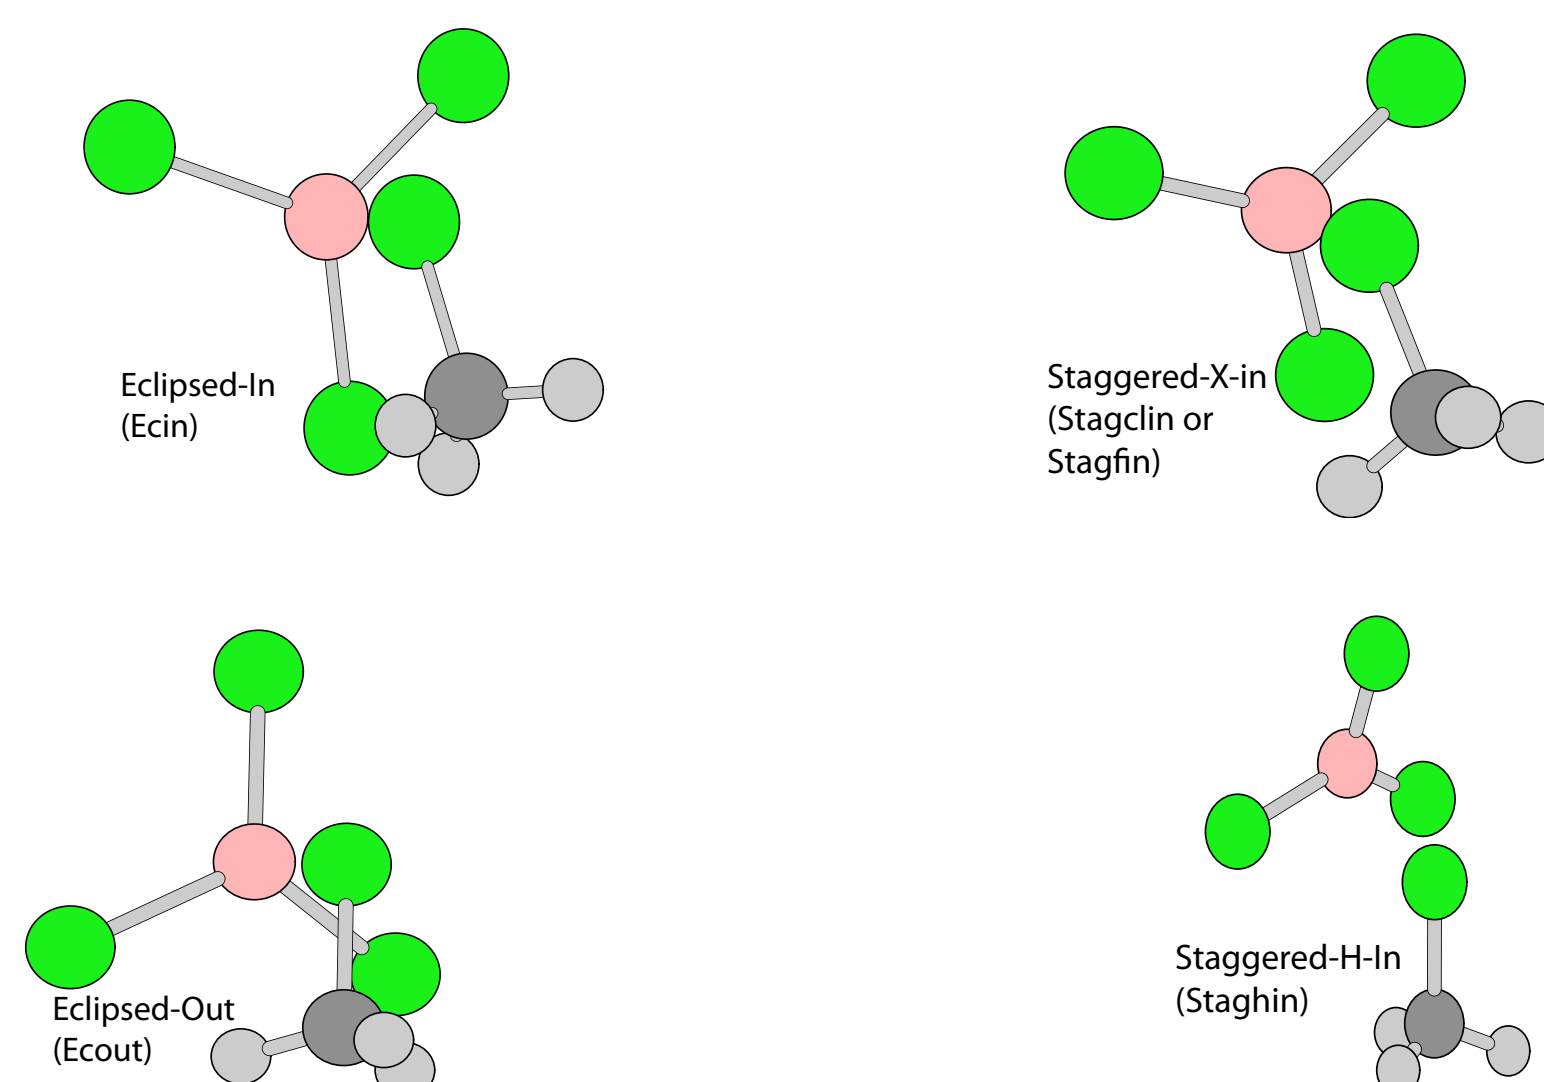 Eclipsed-In
(Ecin)
Staggered-X-in
(Stagclin or
Stagfin)
Eclipsed-Out
(Ecout)
Staggered-H-In
(Staghin)